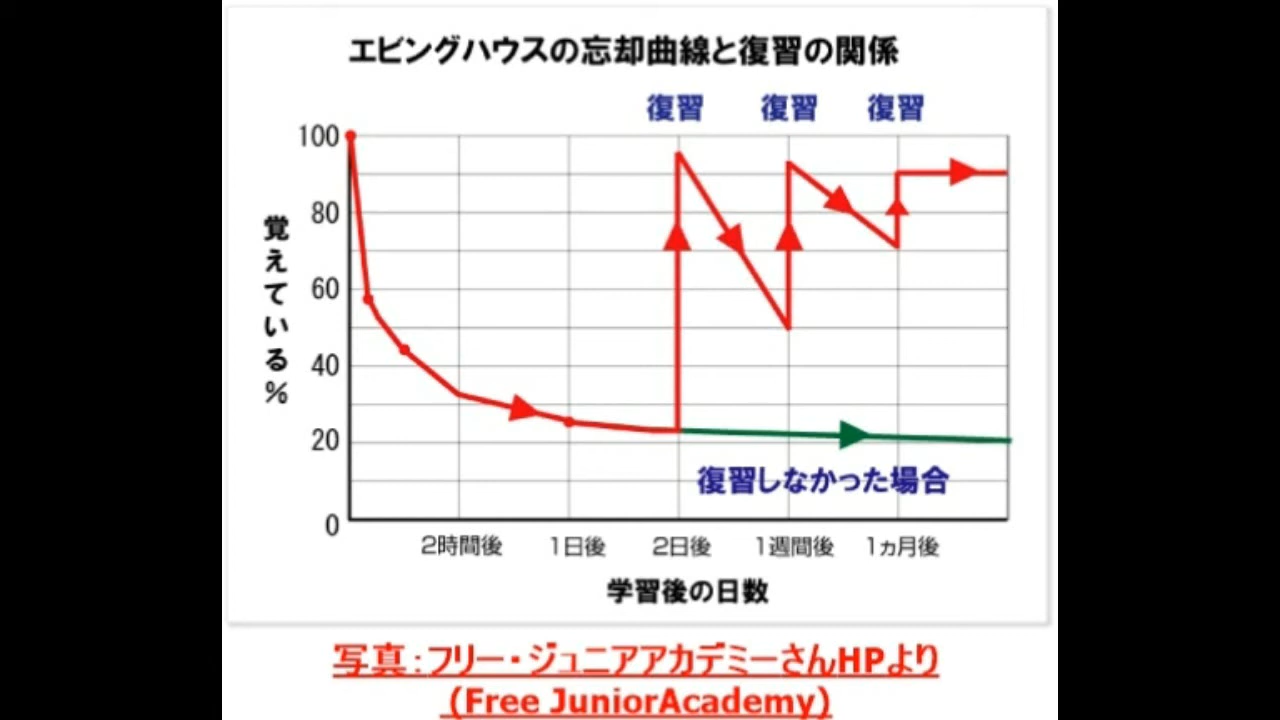 エビングハウスの忘却曲線と復習の関係
復習 復習 復習
100
80
60
40
20
0
覚えている%
復習しなかった場合
2時間後 1日後 2日後 1週間後 1ヵ月後
学習後の日数
写真:フリー・ジュニアアカデミーさんHPより
(Free JuniorAcademy)